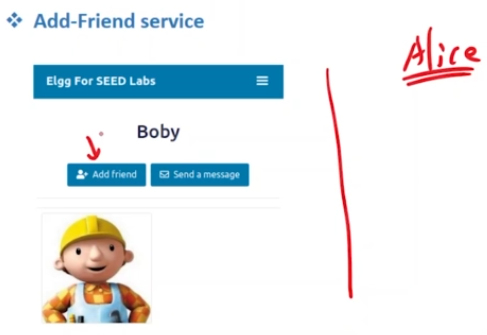 ❖ Add-Friend service
Alice
Elgg For SEED Labs
Boby
Add friend
Send a message